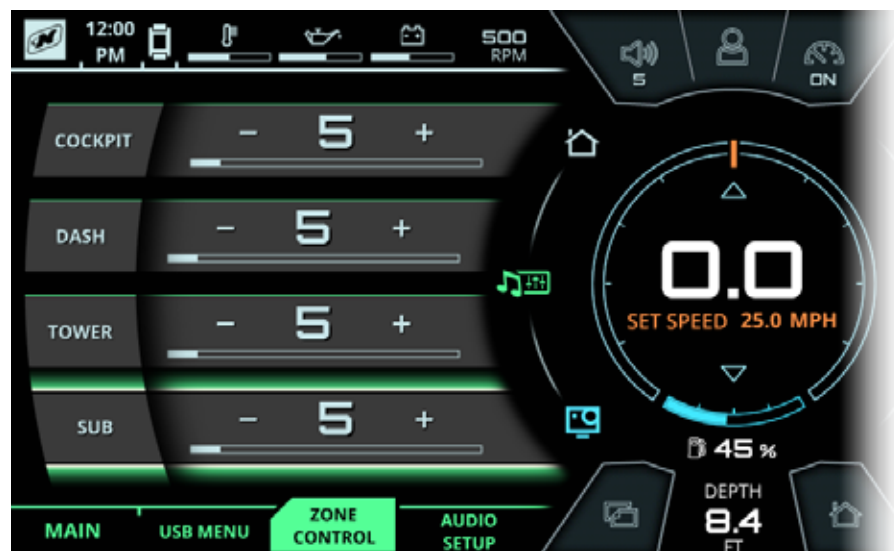 12:00
PM
500
RPM
5
ON
COCKPIT
- 5 +
DASH
- 5 +
TOWER
- 5 +
SUB
- 5 +
0.0
SET SPEED 25.0 MPH
45 %
DEPTH
8.4
FT
MAIN
USB MENU
ZONE
CONTROL
AUDIO
SETUP